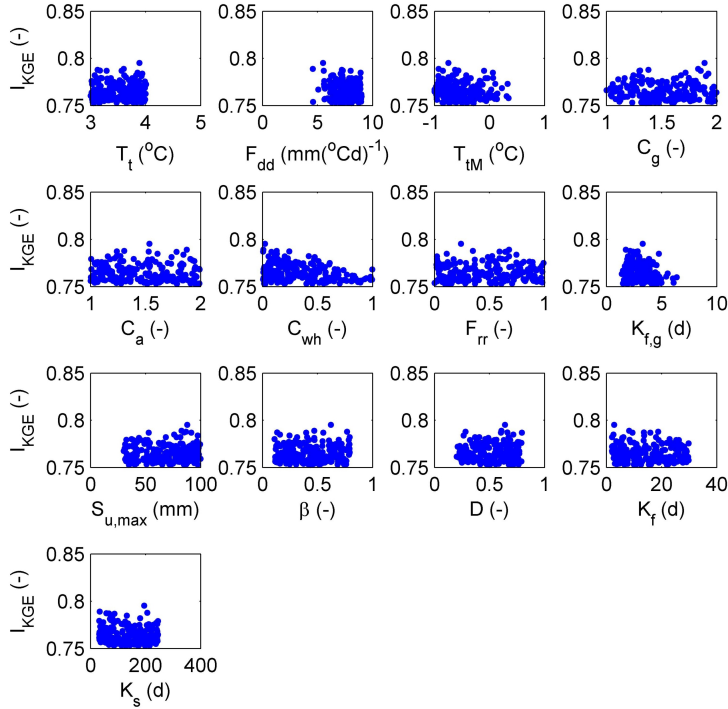 0.85 0.85 0.85 0.85
I_KGE (-) 0.8 0.8 0.8 0.8
0.75 0.75 0.75 0.75
3 4 5 0 5 10 -1 0 1 1 1.5 2
T_t (°C) F_dd (mm(°Cd)^-1) T_tM (°C) C_g (-)
0.85 0.85 0.85 0.85
I_KGE (-) 0.8 0.8 0.8 0.8
0.75 0.75 0.75 0.75
1 1.5 2 0 0.5 1 0 0.5 1 0 5 10
C_a (-) C_wh (-) F_rr (-) K_f,g (d)
0.85 0.85 0.85 0.85
I_KGE (-) 0.8 0.8 0.8 0.8
0.75 0.75 0.75 0.75
0 50 100 0 0.5 1 0 0.5 1 0 20 40
S_u,max (mm) β (-) D (-) K_f (d)
0.85
I_KGE (-) 0.8
0.75
0 200 400
K_s (d)